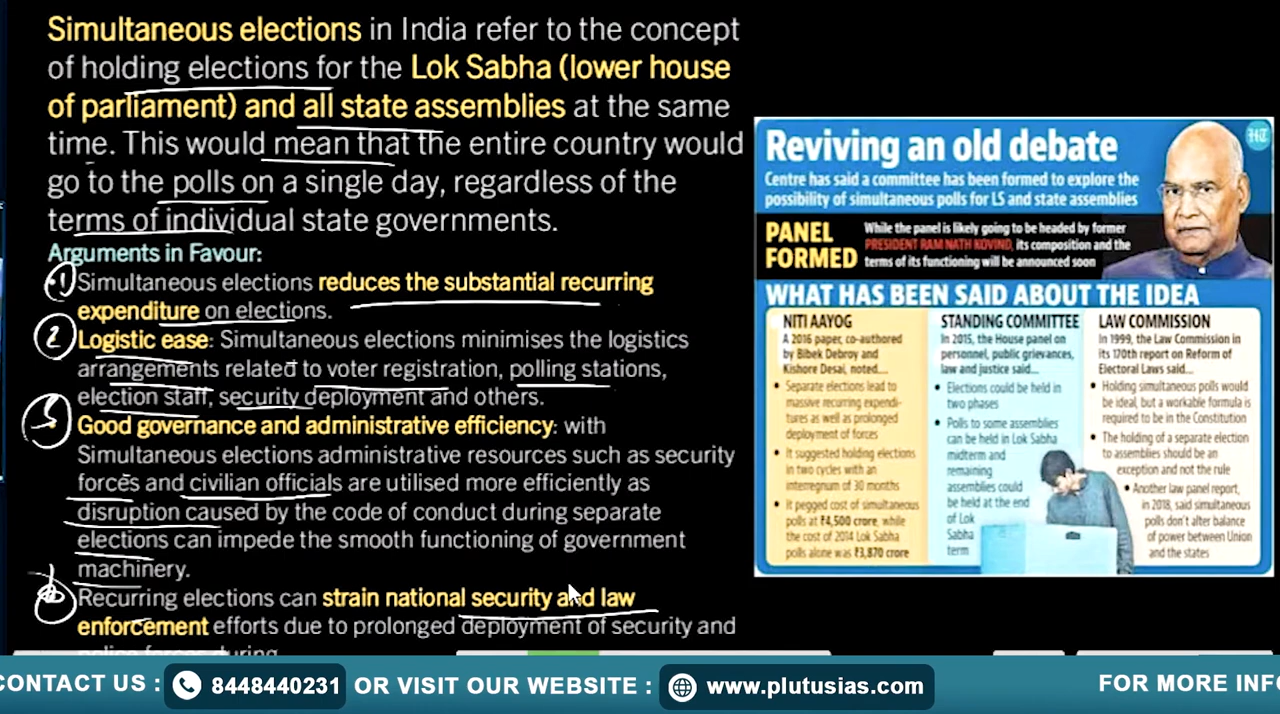 Simultaneous elections in India refer to the concept
of holding elections for the Lok Sabha (lower house
of parliament) and all state assemblies at the same
time. This would mean that the entire country would
go to the polls on a single day, regardless of the
terms of individual state governments.
Arguments in Favour:
1
Simultaneous elections reduces the substantial recurring
expenditure on elections.
2
Logistic ease: Simultaneous elections minimises the logistics
arrangements related to voter registration, polling stations,
election staff, security deployment and others.
3
Good governance and administrative efficiency: with
Simultaneous elections administrative resources such as security
forces and civilian officials are utilised more efficiently as
disruption caused by the code of conduct during separate
elections can impede the smooth functioning of government
machinery.
Recurring elections can strain national security and law
enforcement efforts due to prolonged deployment of security and
police forces during
HT
Reviving an old debate
Centre has said a committee has been formed to explore the
possibility of simultaneous polls for LS and state assemblies
PANEL
FORMED
While the panel is likely going to be headed by former
PRESIDENT RAM NATH KOVIND, its composition and the
terms of its functioning will be announced soon
WHAT HAS BEEN SAID ABOUT THE IDEA
NITI AAYOG
A 2016 paper, co-authored
by Bibek Debroy and
Kishore Desai, noted....
• Separate elections lead to
massive recurring expendi-
tures as well as prolonged
deployment of forces
• It suggested holding elections
in two cycles with an
interregnum of 30 months
• It pegged cost of simultaneous
polls at ₹4,500 crore, while
the cost of 2014 Lok Sabha
polls alone was ₹3,870 crore
STANDING COMMITTEE
In 2015, the House panel on
personnel, public grievances,
law and justice said...
• Elections could be held in
two phases
• Polls to some assemblies
can be held in Lok Sabha
midterm and
remaining
assemblies could
be held at the end
of Lok
Sabha
term
LAW COMMISSION
In 1999, the Law Commission in
its 170th report on Reform of
Electoral Laws said...
• Holding simultaneous polls would
be ideal, but a workable formula is
required to be in the Constitution
• The holding of a separate election
to assemblies should be an
exception and not the rule
• Another law panel report,
in 2018, said simultaneous
polls don't alter balance
of power between Union
and the states
CONTACT US : 8448440231 OR VISIT OUR WEBSITE : www.plutusias.com FOR MORE INFO